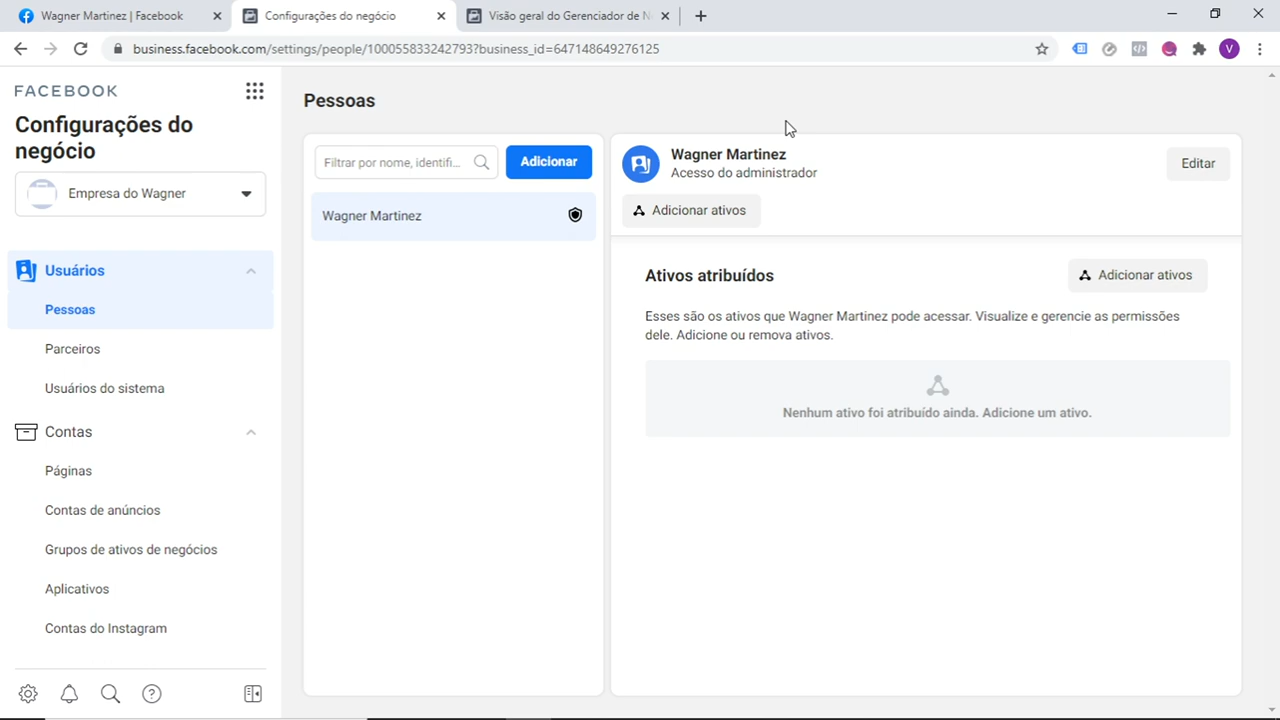 Wagner Martinez | Facebook
Configurações do negócio
Visão geral do Gerenciador de N
business.facebook.com/settings/people/100055833242793?business_id=647148649276125
V
FACEBOOK
Configurações do
negócio
Empresa do Wagner
Usuários
Pessoas
Parceiros
Usuários do sistema
Contas
Páginas
Contas de anúncios
Grupos de ativos de negócios
Aplicativos
Contas do Instagram
Pessoas
Filtrar por nome, identifi...
Adicionar
Wagner Martinez
Wagner Martinez
Acesso do administrador
Editar
Adicionar ativos
Ativos atribuídos
Adicionar ativos
Esses são os ativos que Wagner Martinez pode acessar. Visualize e gerencie as permissões
dele. Adicione ou remova ativos.
Nenhum ativo foi atribuído ainda. Adicione um ativo.